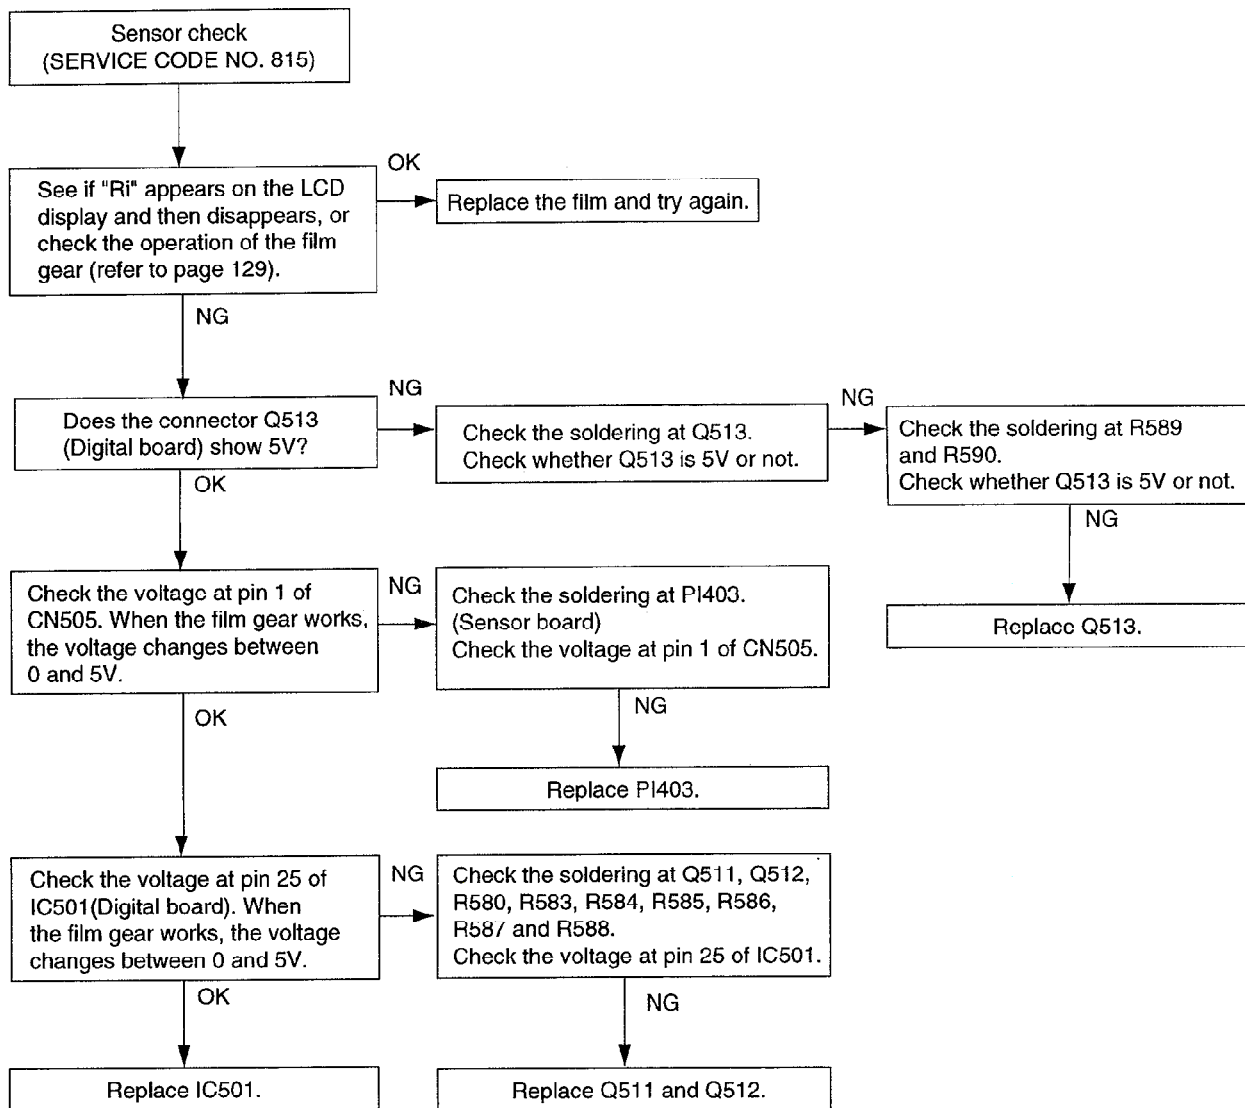 Sensor check
(SERVICE CODE NO. 815)
See if "Ri" appears on the LCD
display and then disappears, or
check the operation of the film
gear (refer to page 129).
OK
Replace the film and try again.
NG
Does the connector Q513
(Digital board) show 5V?
NG
Check the soldering at Q513.
Check whether Q513 is 5V or not.
NG
Check the soldering at R589
and R590.
Check whether Q513 is 5V or not.
NG
Replace Q513.
OK
Check the voltage at pin 1 of
CN505. When the film gear works,
the voltage changes between
0 and 5V.
NG
Check the soldering at PI403.
(Sensor board)
Check the voltage at pin 1 of CN505.
NG
Replace PI403.
OK
Check the voltage at pin 25 of
IC501(Digital board). When
the film gear works, the voltage
changes between 0 and 5V.
NG
Check the soldering at Q511, Q512,
R580, R583, R584, R585, R586,
R587 and R588.
Check the voltage at pin 25 of IC501.
NG
Replace Q511 and Q512.
OK
Replace IC501.